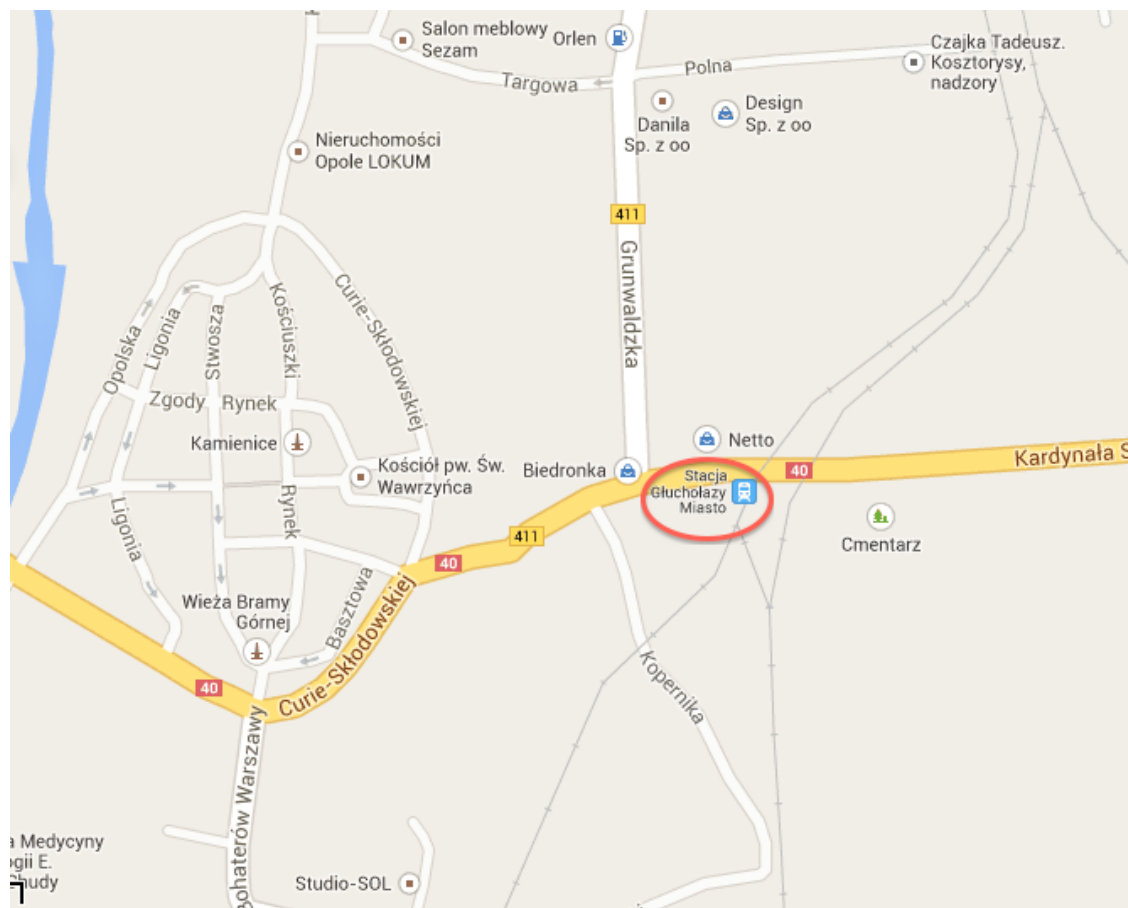 Salon meblowy
Sezam
Orlen
Czajka Tadeusz.
Kosztorysy,
nadzory
Polna
Targowa
Design
Sp. z oo
Danila
Sp. z oo
Nieruchomości
Opole LOKUM
411
Grunwaldzka
Curie-Skłodowskiej
Kościuszki
Opolska
Ligonia
Stwosza
Zgody
Rynek
Kamienice
Kościół pw. Św.
Wawrzyńca
Biedronka
Netto
Kardynała S
40
Stacja
Głuchołazy
Miasto
Cmentarz
Rynek
Ligonia
411
40
Basztowa
Wieża Bramy
Górnej
Curie-Skłodowskiej
40
Kopernika
Bohaterów Warszawy
a Medycyny
ogii E.
Chudy
Studio-SOL